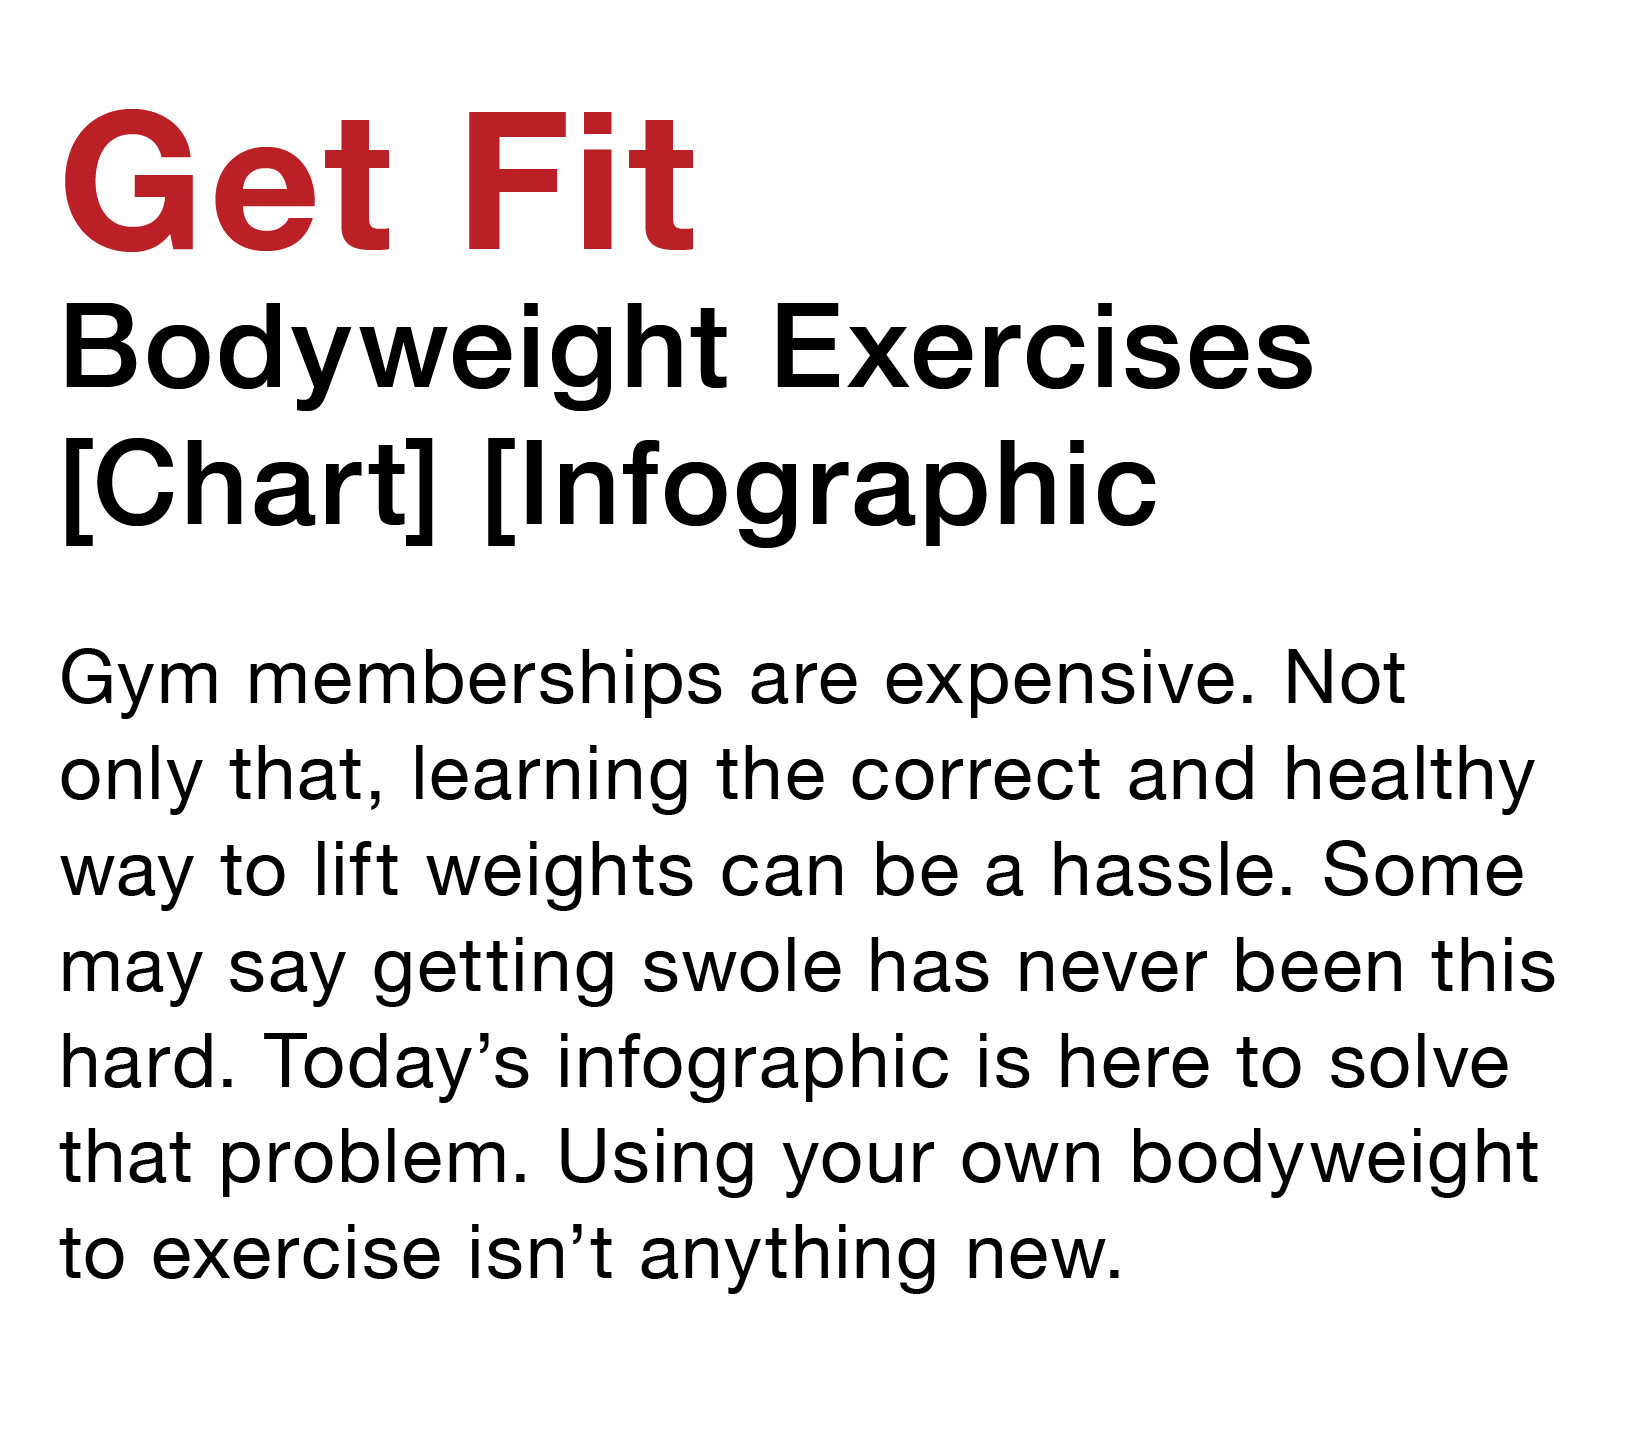 Get Fit
Bodyweight Exercises
[Chart] [Infographic
Gym memberships are expensive. Not
only that, learning the correct and healthy
way to lift weights can be a hassle. Some
may say getting swole has never been this
hard. Today’s infographic is here to solve
that problem. Using your own bodyweight
to exercise isn’t anything new.